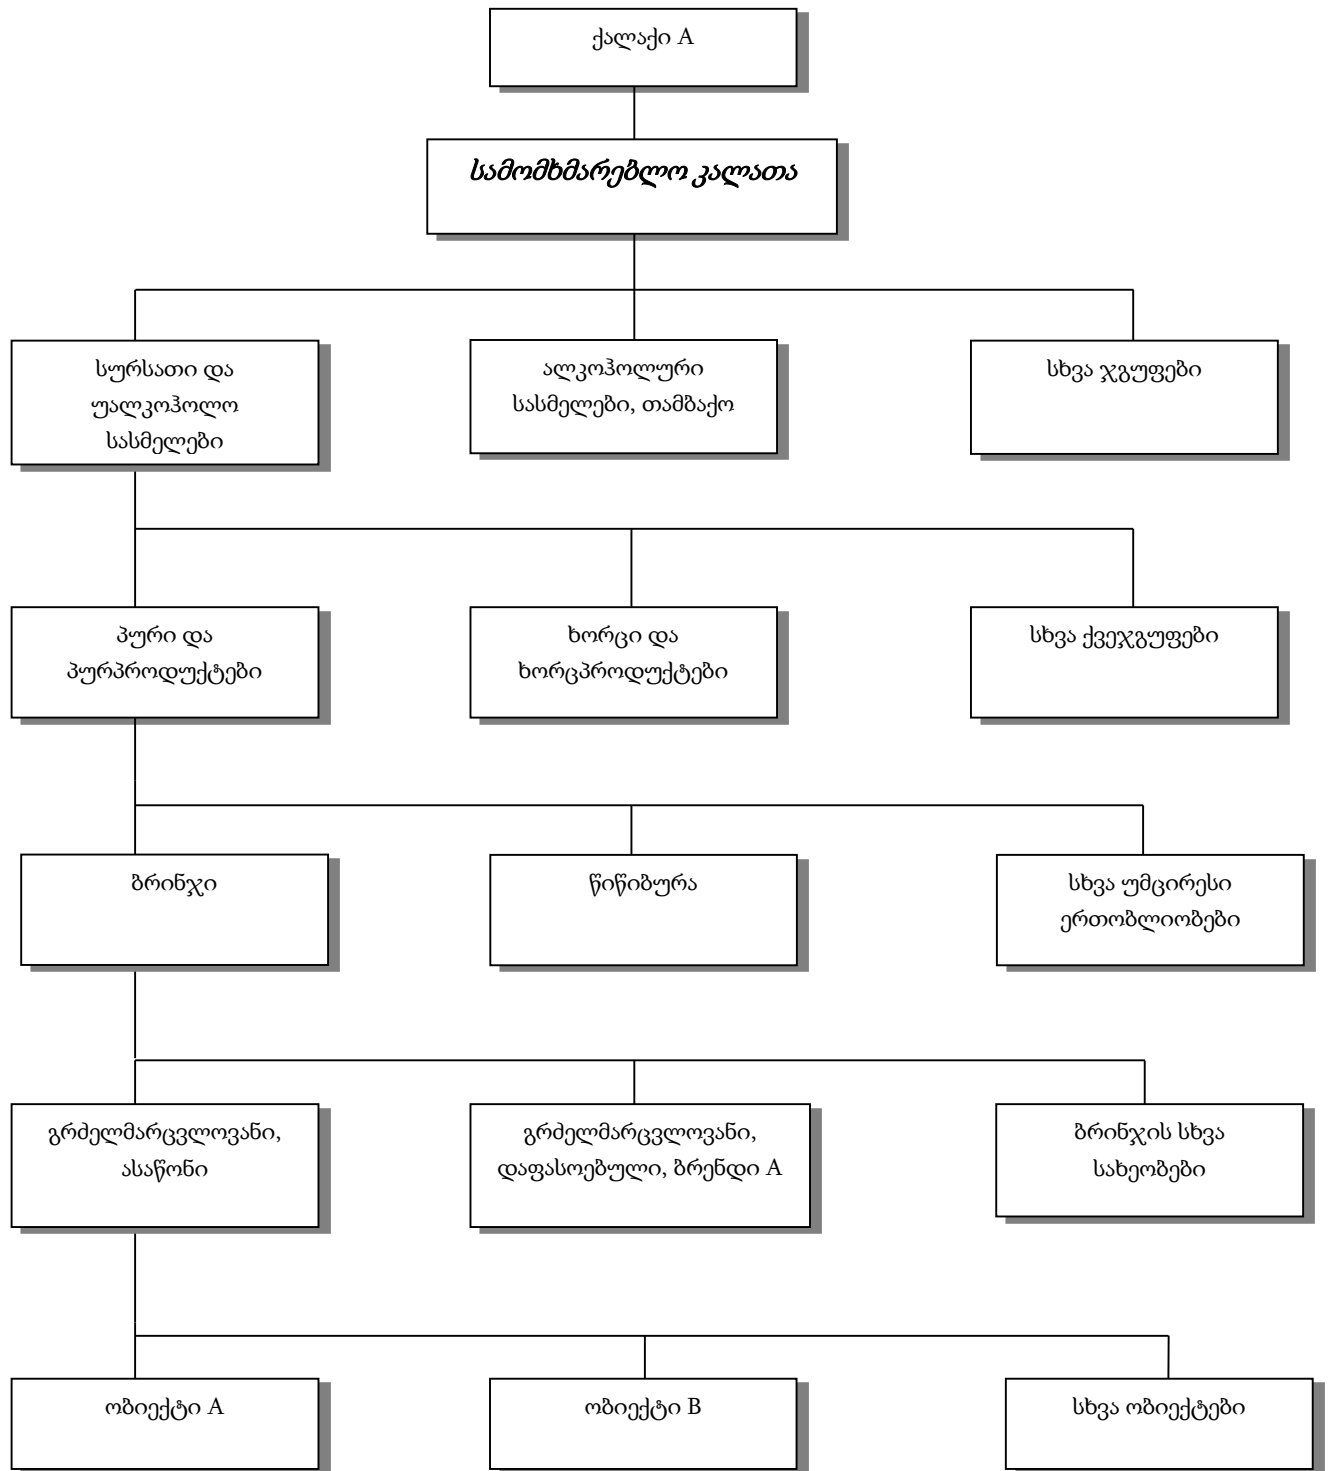 ქალაქი A
სამომხმარებლო კალათა
სურსათი და
უალკოჰოლო
სასმელები
ალკოჰოლური
სასმელები, თამბაქო
სხვა ჯგუფები
პური და
პურპროდუქტები
ხორცი და
ხორცპროდუქტები
სხვა ქვეჯგუფები
ბრინჯი
წიწიბურა
სხვა უმცირესი
ერთობლიობები
გრძელმარცვლოვანი,
ასაწონი
გრძელმარცვლოვანი,
დაფასოებული, ბრენდი A
ბრინჯის სხვა
სახეობები
ობიექტი A
ობიექტი B
სხვა ობიექტები